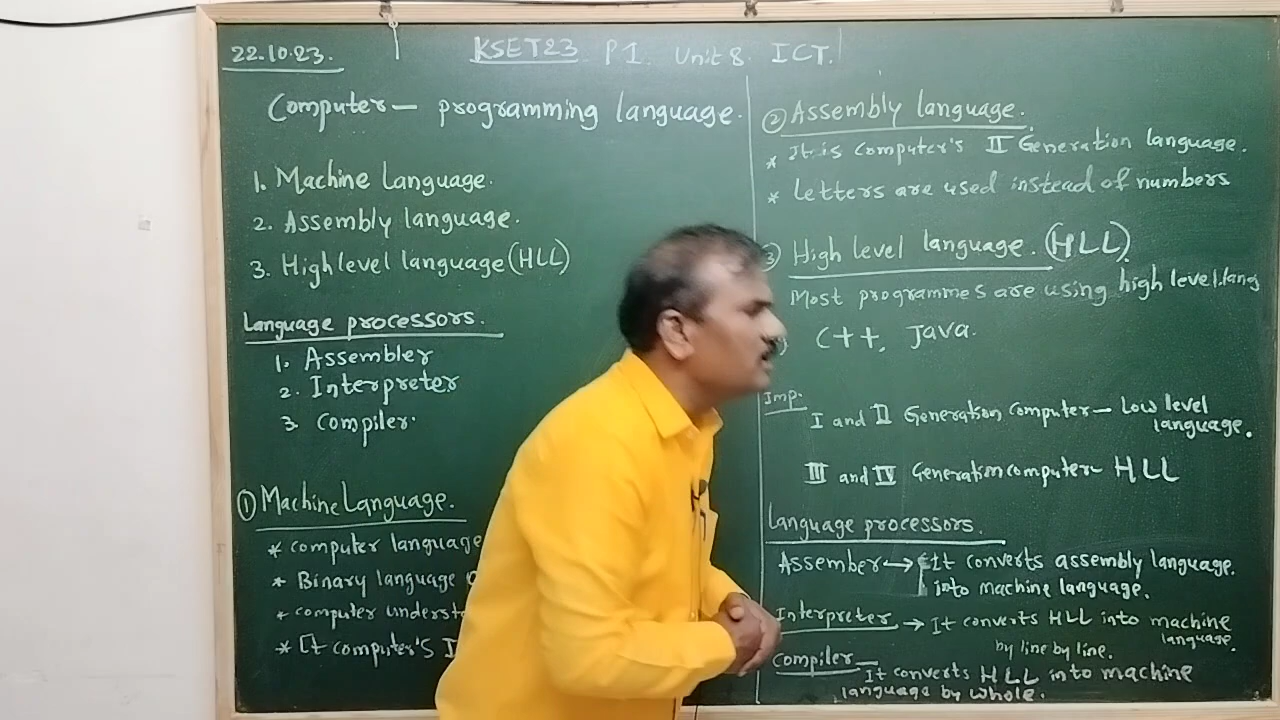 22.10.23.
KSET23 P1. Unit 8. ICT.
Computer— programming language.
1. Machine Language.
2. Assembly language.
3. High level language (HLL)
Language processors.
1. Assembler
2. Interpreter
3. Compiler.
① Machine Language.
* computer language
* Binary language
* computer
* It computer's I
② Assembly language.
* It is computer's II Generation language.
* Letters are used instead of numbers
3) High level language. (HLL).
Most programmes are using high level lang
C++, Java.
Imp.
I and II Generation computer— Low level
language.
III and IV Generation computer— HLL
Language processors.
Assember → It converts assembly language.
into machine language.
Interpreter → It converts HLL into machine
language.
by line by line.
Compiler—
It converts HLL into machine
language by whole.